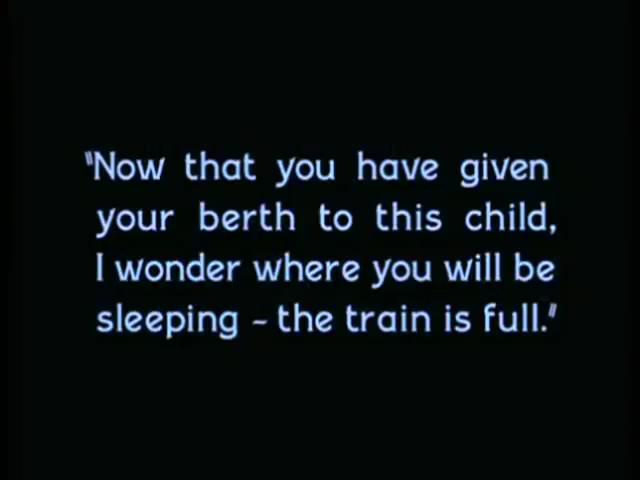 "Now that you have given
your berth to this child,
I wonder where you will be
sleeping - the train is full."